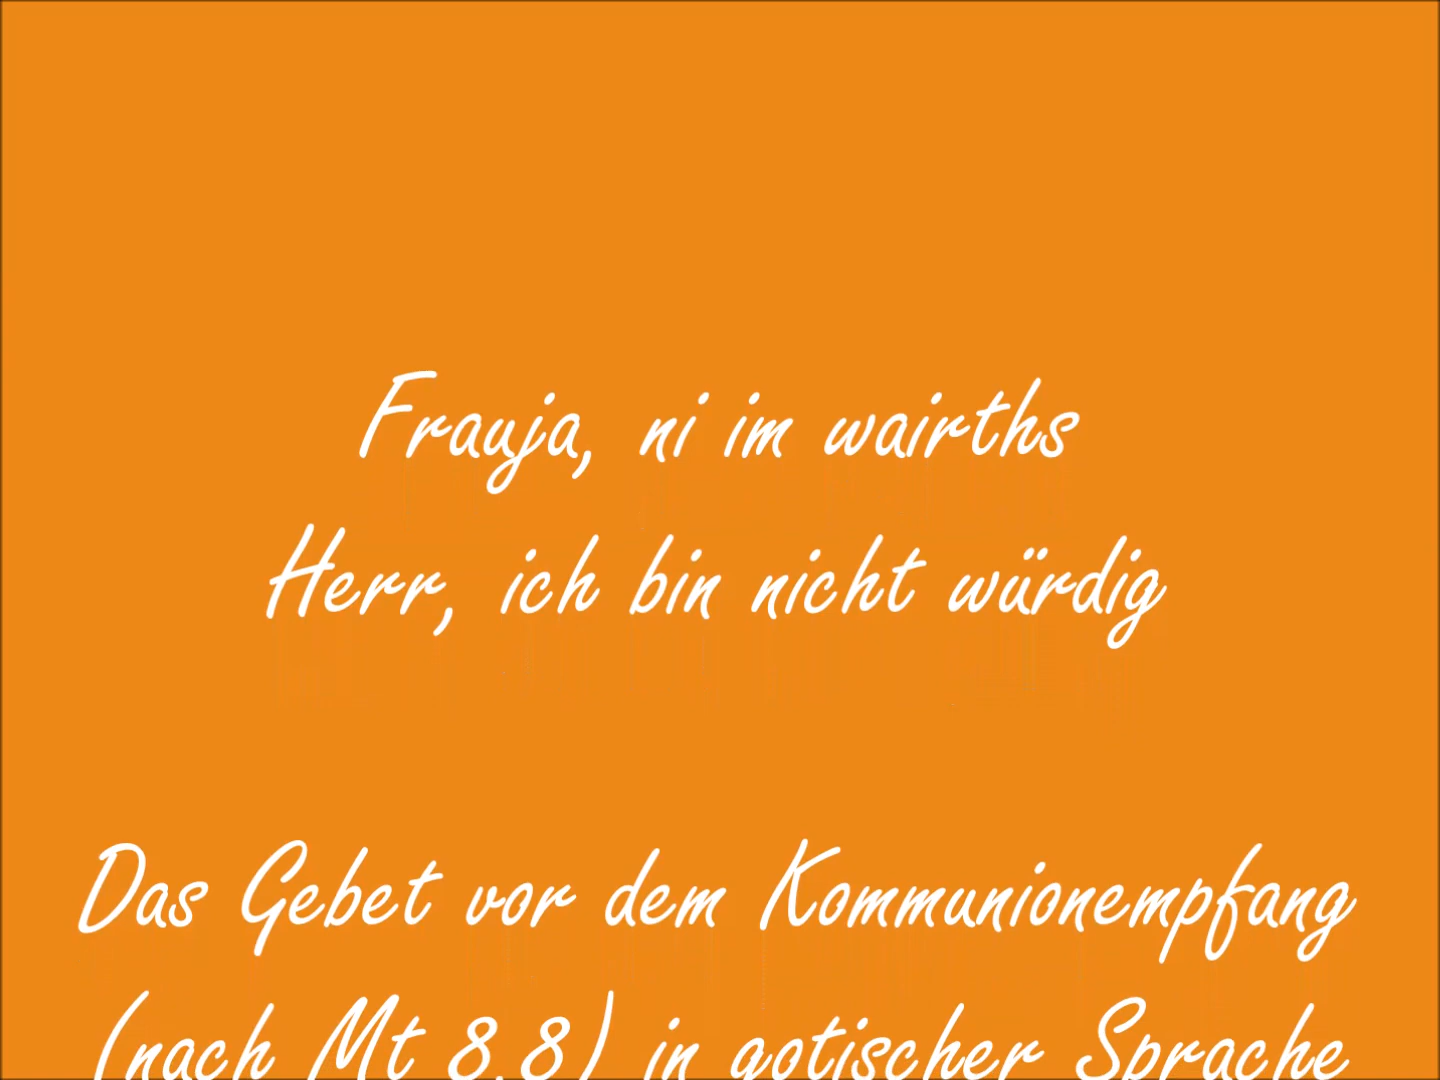 Frauja, ni im wairths
Herr, ich bin nicht würdig
Das Gebet vor dem Kommunionempfang
(nach Mt 8,8) in gotischer Sprache